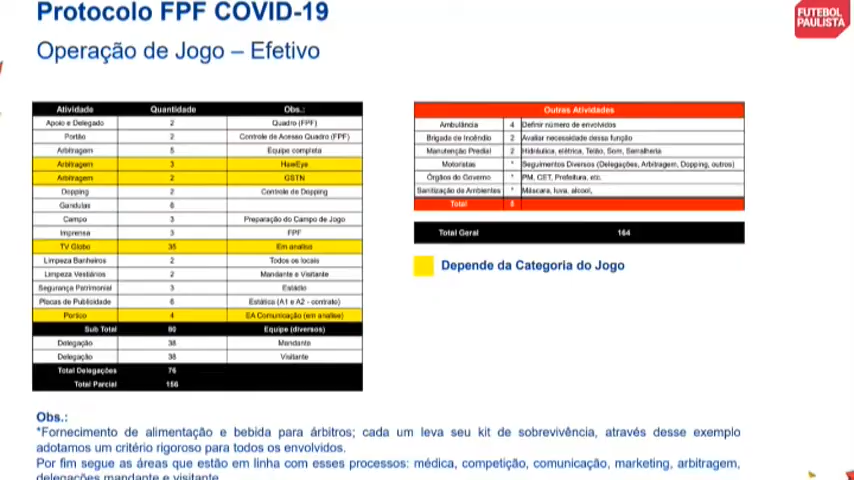 Protocolo FPF COVID-19
FUTEBOL
PAULISTA
Operação de Jogo – Efetivo
Atividade Quantidade Obs.:
Apoio e Delegado 2 Quadro (FPF)
Portão 2 Controle de Acesso Quadro (FPF)
Arbitragem 5 Equipe completa
Arbitragem 3 HawEye
Arbitragem 2 GSTN
Dopping 2 Controle de Dopping
Gandulas 6
Campo 3 Preparação do Campo de Jogo
Imprensa 3 FPF
TV Globo 35 Em analise
Limpeza Banheiros 2 Todos os locais
Limpeza Vestiários 2 Mandante e Visitante
Segurança Patrimonial 3 Estádio
Placas de Publicidade 6 Estática (A1 e A2 - contrato)
Portico 4 EA Comunicação (em analise)
Sub Total 80 Equipe (diversos)
Delegação 38 Mandante
Delegação 38 Visitante
Total Delegações 76
Total Parcial 156
Outras Atividades
Ambulância 4 Definir número de envolvidos
Brigada de Incêndio 2 Avaliar necessidade dessa função
Manutenção Predial 2 Hidráulica, elétrica, Telão, Som, Serralheria
Motoristas * Seguimentos Diversos (Delegações, Arbitragem, Dopping, outros)
Órgãos do Governo * PM, CET, Prefeitura, etc.
Sanitização de Ambientes * Máscara, luva, alcool,
Total 8
Total Geral 164
Depende da Categoria do Jogo
Obs.:
*Fornecimento de alimentação e bebida para árbitros; cada um leva seu kit de sobrevivência, através desse exemplo
adotamos um critério rigoroso para todos os envolvidos.
Por fim segue as áreas que estão em linha com esses processos: médica, competição, comunicação, marketing, arbitragem,
delegações mandante e visitante